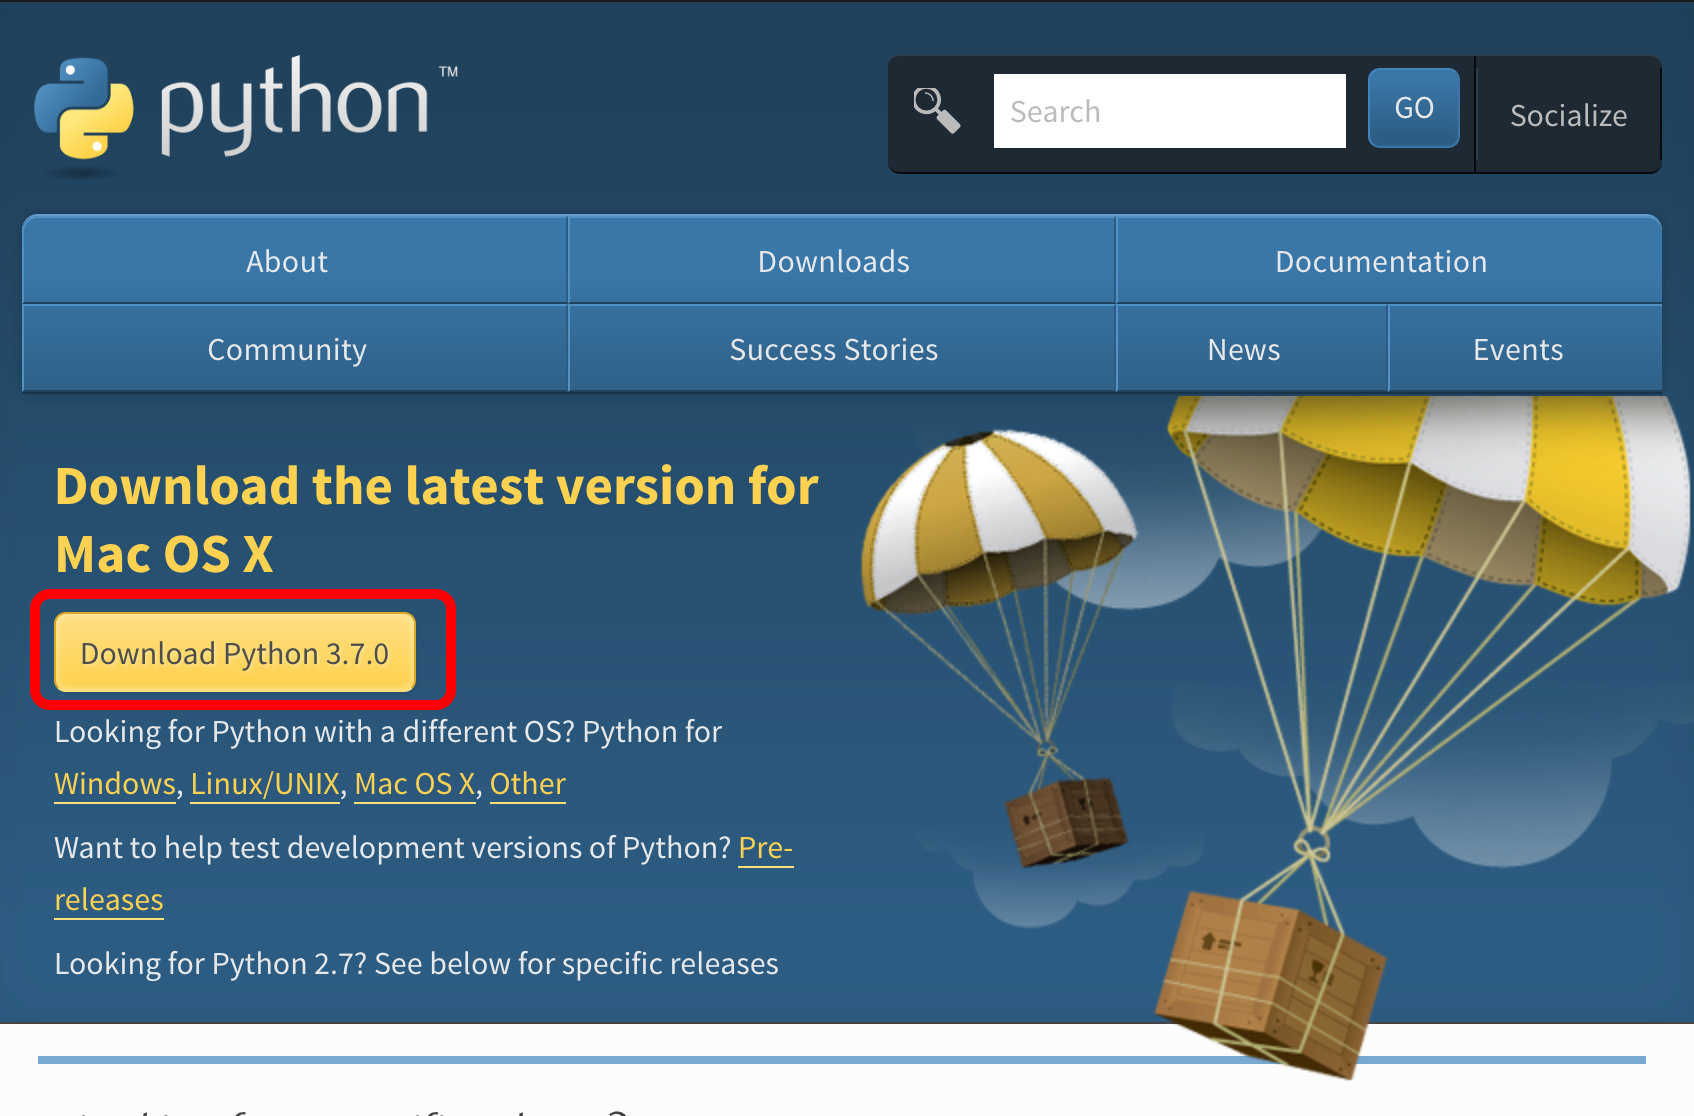 python™
Search
GO
Socialize
About
Downloads
Documentation
Community
Success Stories
News
Events
Download the latest version for
Mac OS X
Download Python 3.7.0
Looking for Python with a different OS? Python for
Windows, Linux/UNIX, Mac OS X, Other
Want to help test development versions of Python? Pre-
releases
Looking for Python 2.7? See below for specific releases